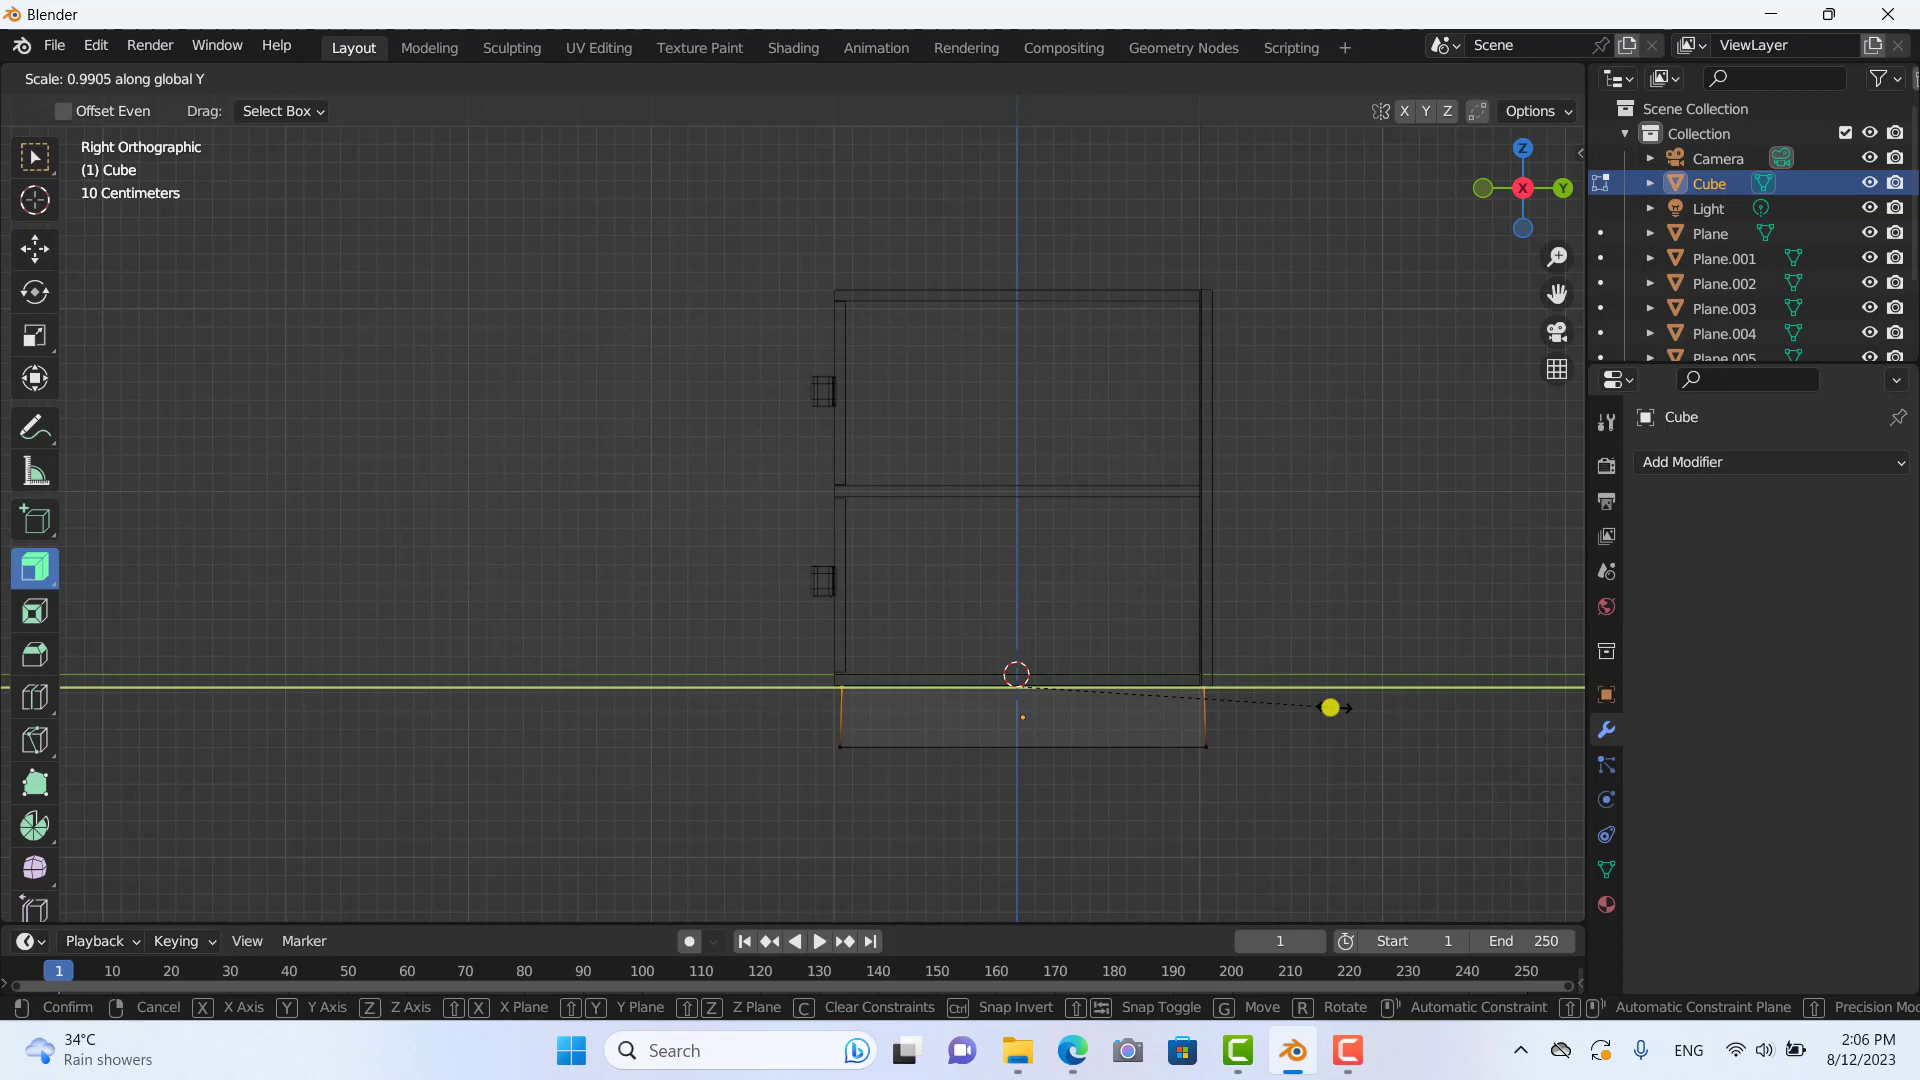 Blender
File Edit Render Window Help
Layout Modeling Sculpting UV Editing Texture Paint Shading Animation Rendering Compositing Geometry Nodes Scripting
Scene
ViewLayer
Scale: 0.9905 along global Y
Offset Even Drag: Select Box
X Y Z Options
Right Orthographic
(1) Cube
10 Centimeters
Z
X
Y
Scene Collection
Collection
Camera
Cube
Light
Plane
Plane.001
Plane.002
Plane.003
Plane.004
Plane.005
Cube
Add Modifier
Playback Keying View Marker
1 Start 1 End 250
1 10 20 30 40 50 60 70 80 90 100 110 120 130 140 150 160 170 180 190 200 210 220 230 240 250
Confirm Cancel X X Axis Y Y Axis Z Z Axis X X Plane Y Y Plane Z Z Plane C Clear Constraints Ctrl Snap Invert Snap Toggle G Move R Rotate Automatic Constraint Automatic Constraint Plane Precision Mo
34°C
Rain showers
Search
ENG
2:06 PM
8/12/2023